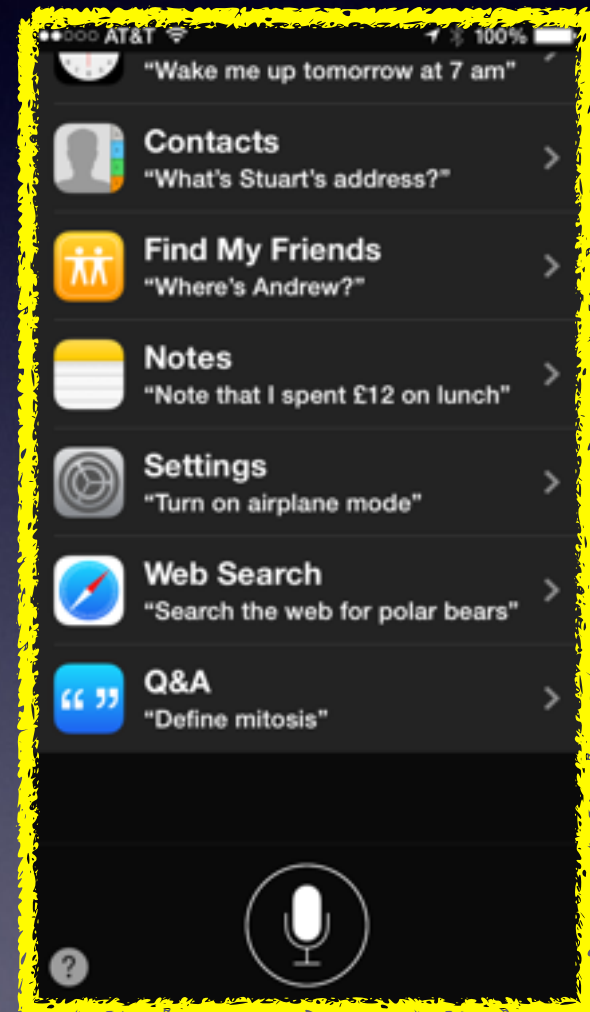 AT&T 100%
“Wake me up tomorrow at 7 am”
Contacts
“What's Stuart's address?”
Find My Friends
“Where's Andrew?”
Notes
“Note that I spent £12 on lunch”
Settings
“Turn on airplane mode”
Web Search
“Search the web for polar bears”
Q&A
“Define mitosis”
?